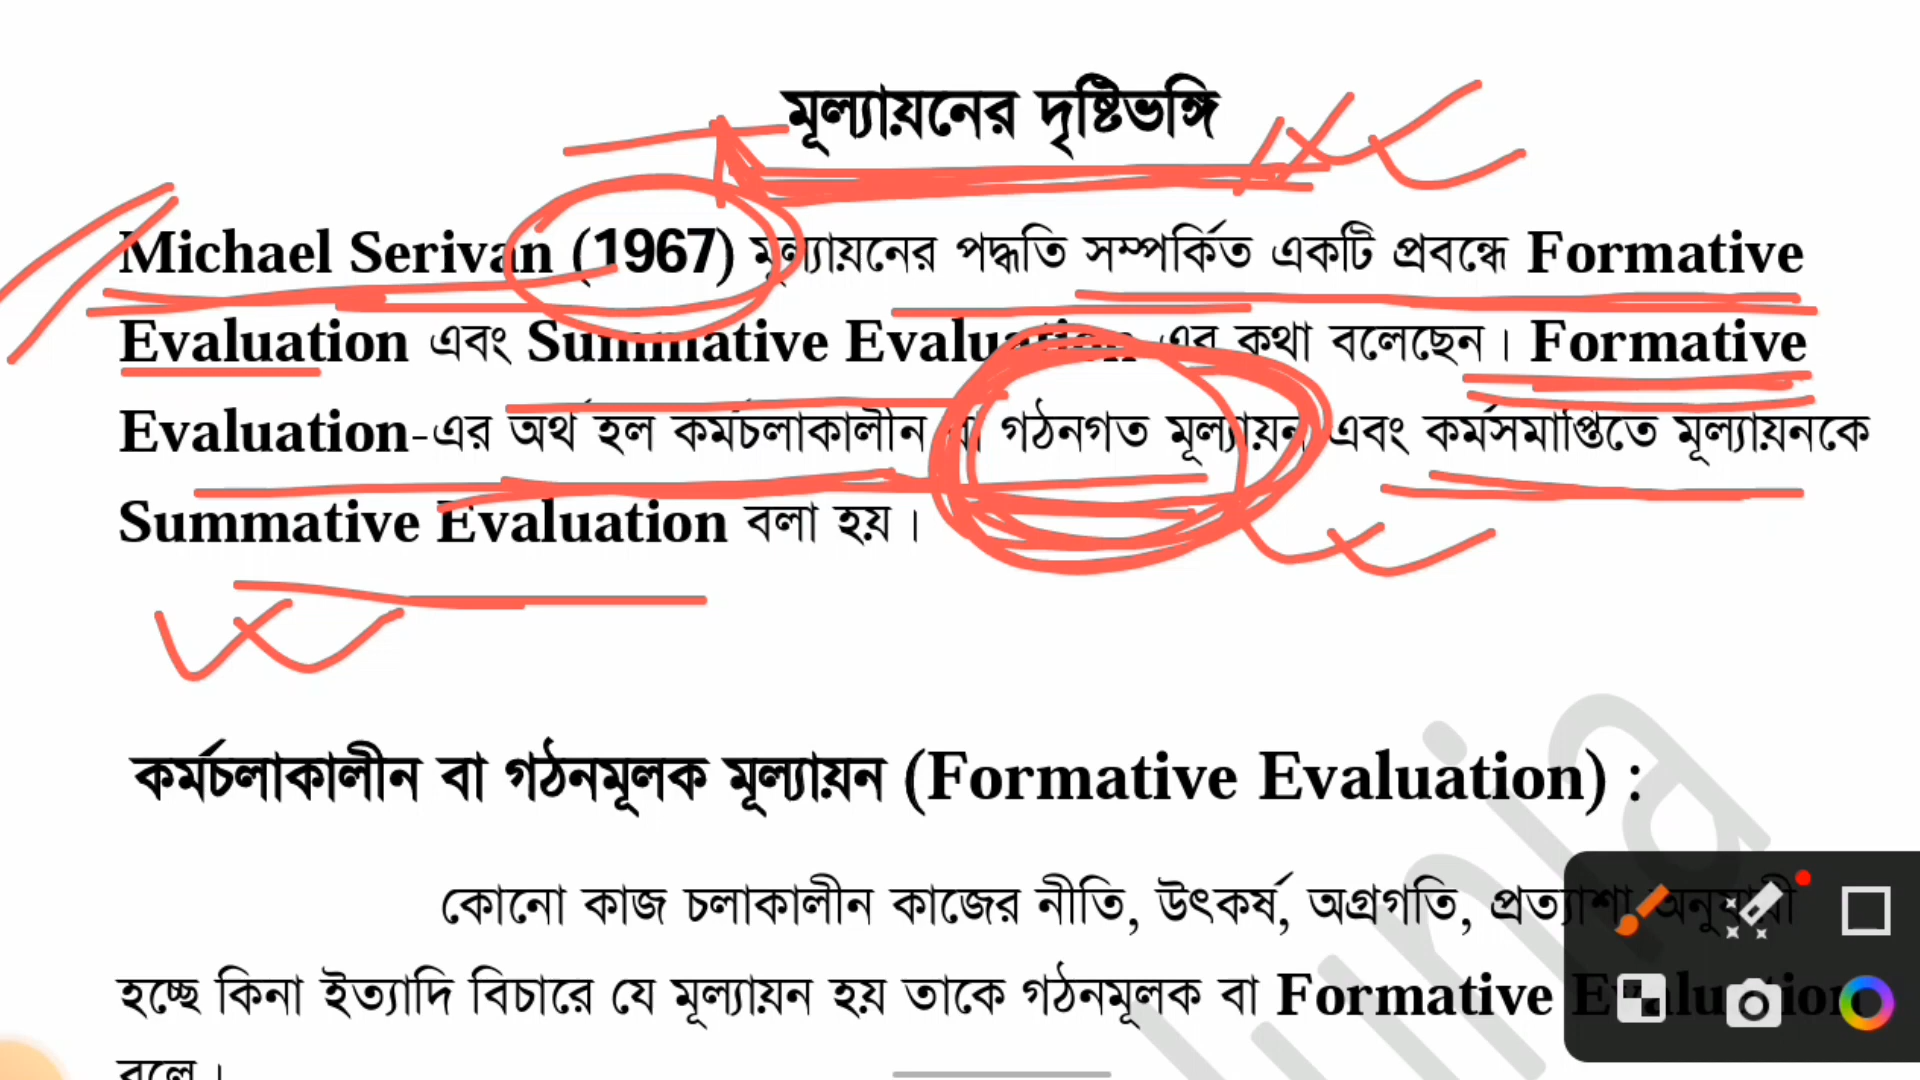 মূল্যায়নের দৃষ্টিভঙ্গি
Michael Serivan (1967) মূল্যায়নের পদ্ধতি সম্পর্কিত একটি প্রবন্ধে Formative
Evaluation এবং Summative Evaluation এর কথা বলেছেন। Formative
Evaluation-এর অর্থ হল কর্মচলাকালীন বা গঠনগত মূল্যায়ন এবং কর্মসমাপ্তিতে মূল্যায়নকে
Summative Evaluation বলা হয়।
কর্মচলাকালীন বা গঠনমূলক মূল্যায়ন (Formative Evaluation) :
কোনো কাজ চলাকালীন কাজের নীতি, উৎকর্ষ, অগ্রগতি, প্রত্যাশা অনুযায়ী
হচ্ছে কিনা ইত্যাদি বিচারে যে মূল্যায়ন হয় তাকে গঠনমূলক বা Formative Evaluation
বলে।